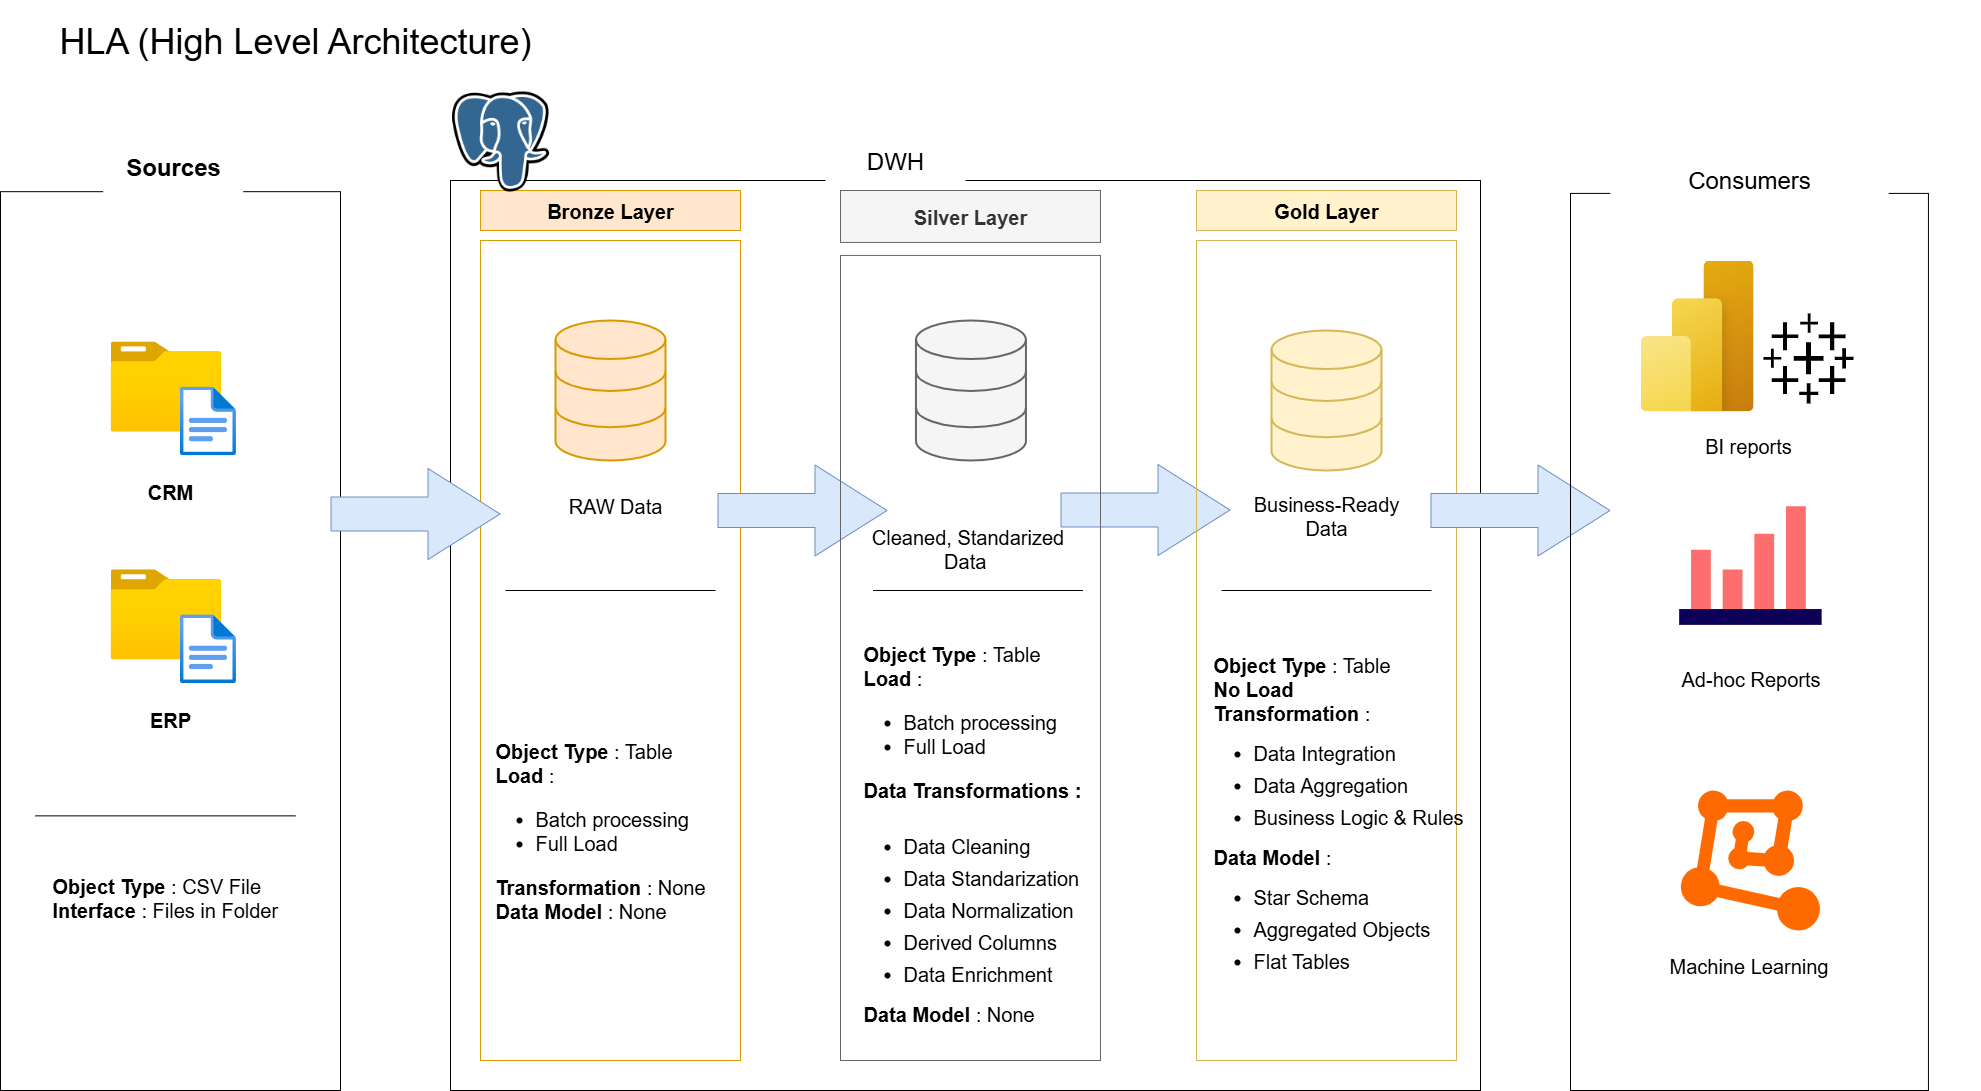 HLA (High Level Architecture)
Sources
CRM
ERP
Object Type : CSV File
Interface : Files in Folder
DWH
Bronze Layer
RAW Data
Object Type : Table
Load :
• Batch processing
• Full Load
Transformation : None
Data Model : None
Silver Layer
Cleaned, Standarized
Data
Object Type : Table
Load :
• Batch processing
• Full Load
Data Transformations :
• Data Cleaning
• Data Standarization
• Data Normalization
• Derived Columns
• Data Enrichment
Data Model : None
Gold Layer
Business-Ready
Data
Object Type : Table
No Load
Transformation :
• Data Integration
• Data Aggregation
• Business Logic & Rules
Data Model :
• Star Schema
• Aggregated Objects
• Flat Tables
Consumers
BI reports
Ad-hoc Reports
Machine Learning